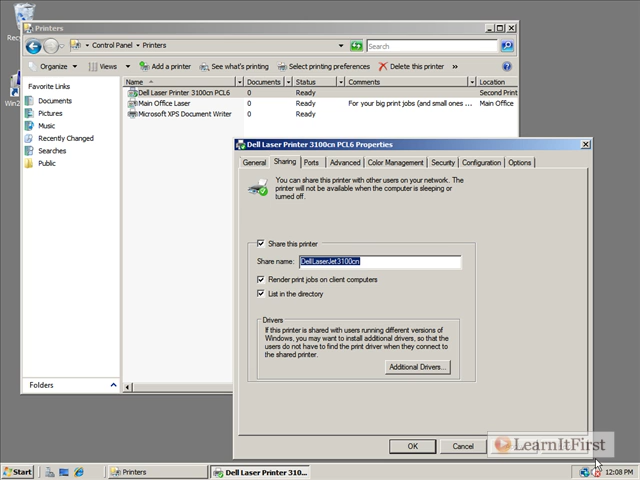 Printers
Control Panel ▸ Printers
Search
Organize
Views
Add a printer
See what's printing
Select printing preferences
Delete this printer
»
Favorite Links
Documents
Pictures
Music
Recently Changed
Searches
Public
Folders
Name
Documents
Status
Comments
Location
Dell Laser Printer 3100cn PCL6 0 Ready Second Print
Main Office Laser 0 Ready For your big print jobs (and small ones ... Main Office
Microsoft XPS Document Writer 0 Ready
Dell Laser Printer 3100cn PCL6 Properties
General
Sharing
Ports
Advanced
Color Management
Security
Configuration
Options
You can share this printer with other users on your network. The
printer will not be available when the computer is sleeping or
turned off.
Share this printer
Share name: DellLaserJet3100cn
Render print jobs on client computers
List in the directory
Drivers
If this printer is shared with users running different versions of
Windows, you may want to install additional drivers, so that the
users do not have to find the print driver when they connect to
the shared printer.
Additional Drivers...
OK
Cancel
LearnItFirst
Start
Printers
Dell Laser Printer 310...
12:08 PM